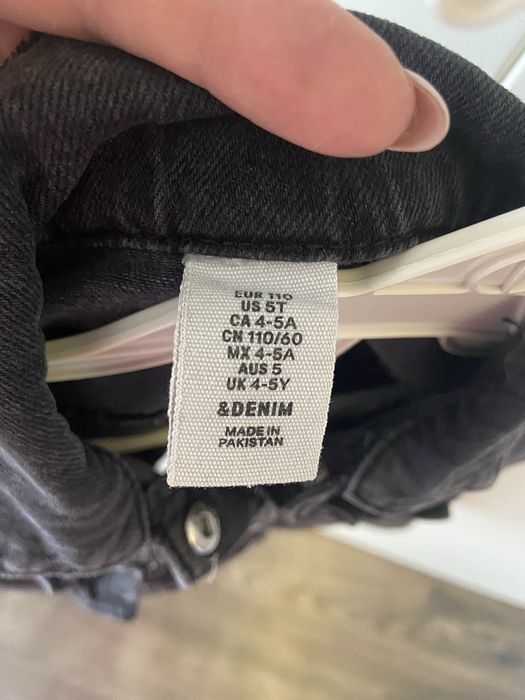 EUR 110
US 5T
CA 4-5A
CN 110/60
MX 4-5A
AUS 5
UK 4-5Y
&DENIM
MADE IN
PAKISTAN